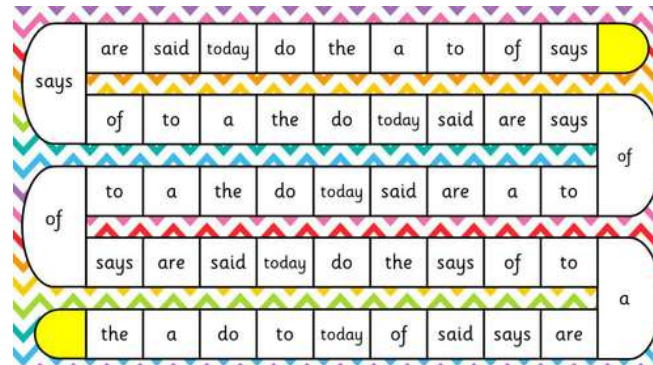 are said today do the a to of says
says
of to a the do today said are says
of
to a the do today said are a to
of
says are said today do the says of to
a
the a do to today of said says are